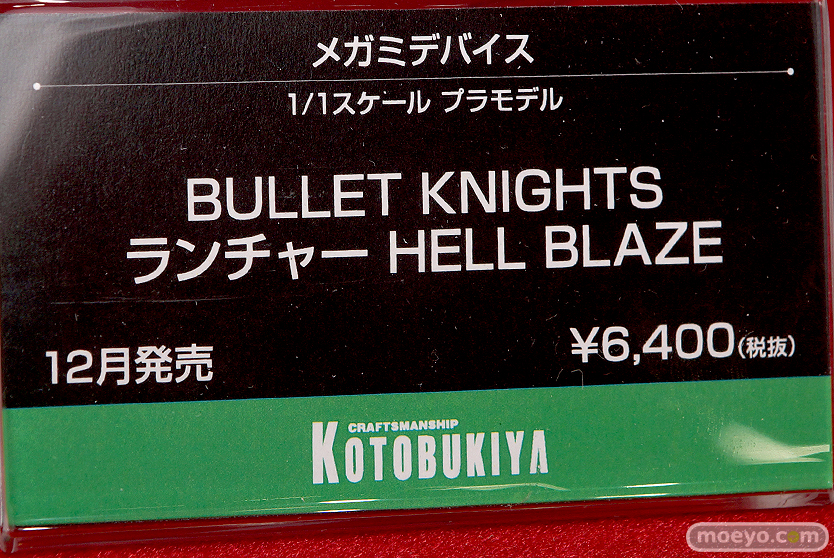 メガミデバイス
1/1スケール プラモデル
BULLET KNIGHTS
ランチャー HELL BLAZE
12月発売
¥6,400(税抜)
CRAFTSMANSHIP
KOTOBUKIYA
moeyo.com